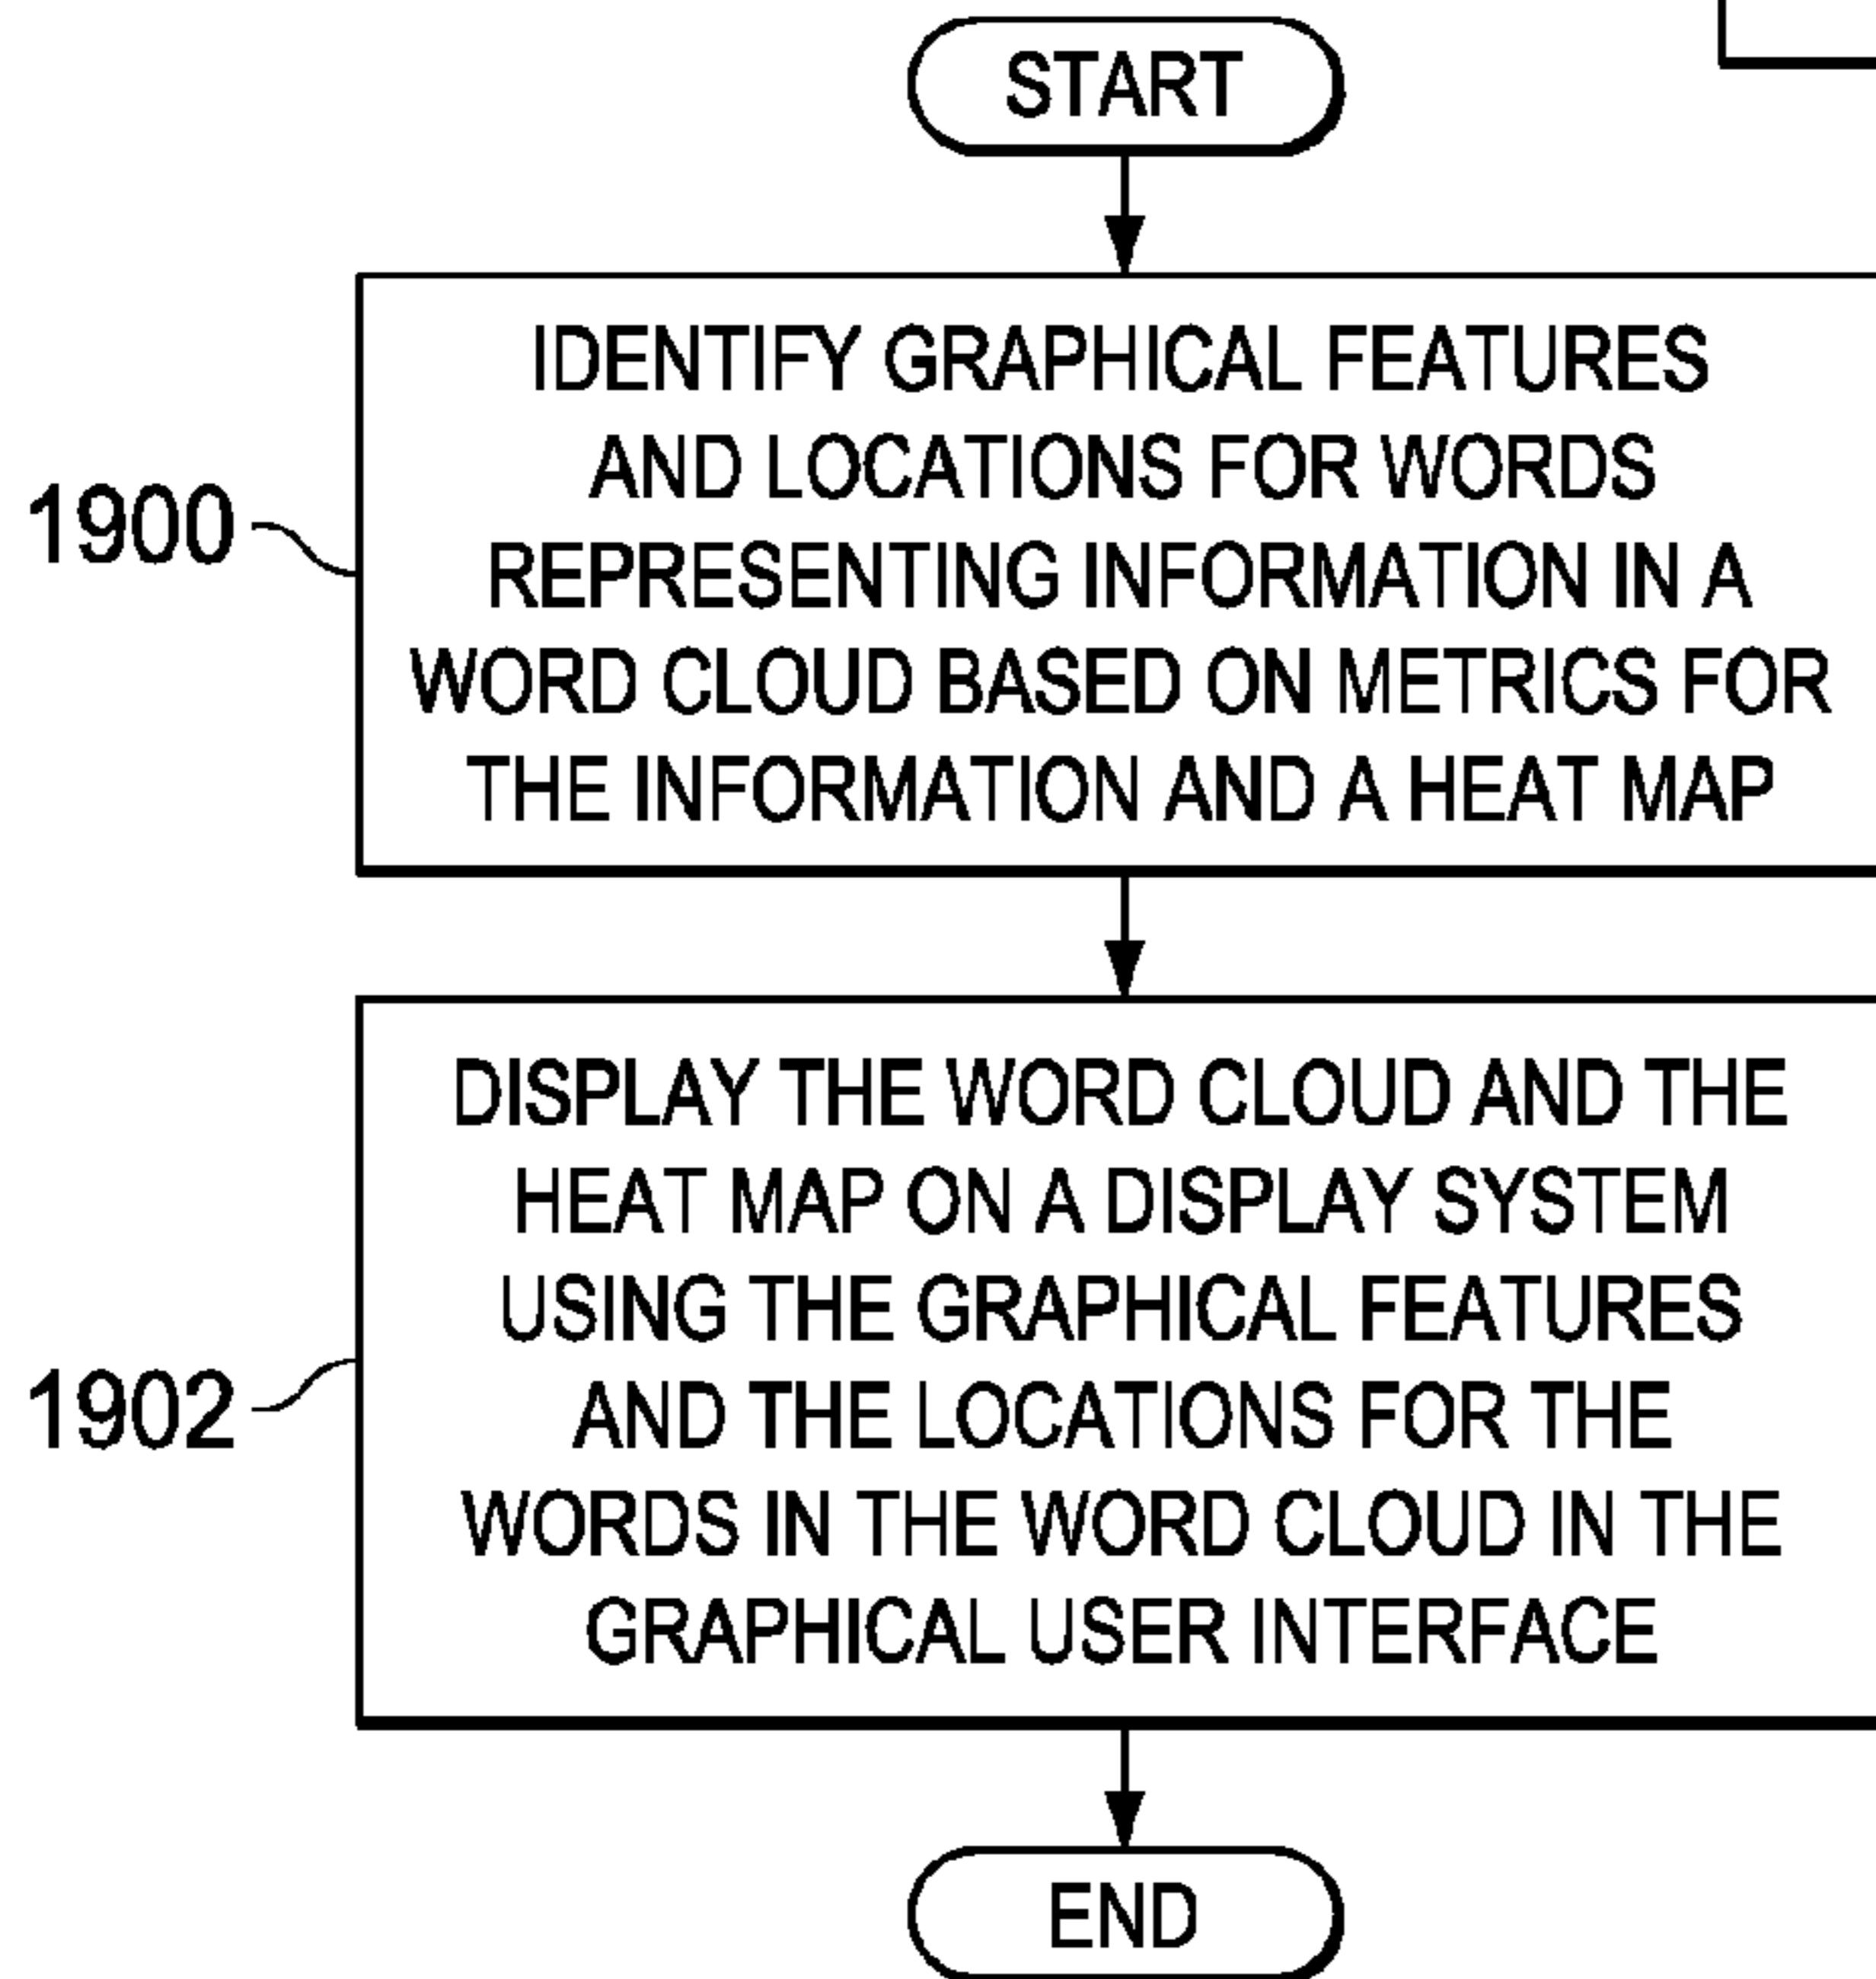 START
IDENTIFY GRAPHICAL FEATURES
AND LOCATIONS FOR WORDS
REPRESENTING INFORMATION IN A
WORD CLOUD BASED ON METRICS FOR
THE INFORMATION AND A HEAT MAP
1900
DISPLAY THE WORD CLOUD AND THE
HEAT MAP ON A DISPLAY SYSTEM
USING THE GRAPHICAL FEATURES
AND THE LOCATIONS FOR THE
WORDS IN THE WORD CLOUD IN THE
GRAPHICAL USER INTERFACE
1902
END